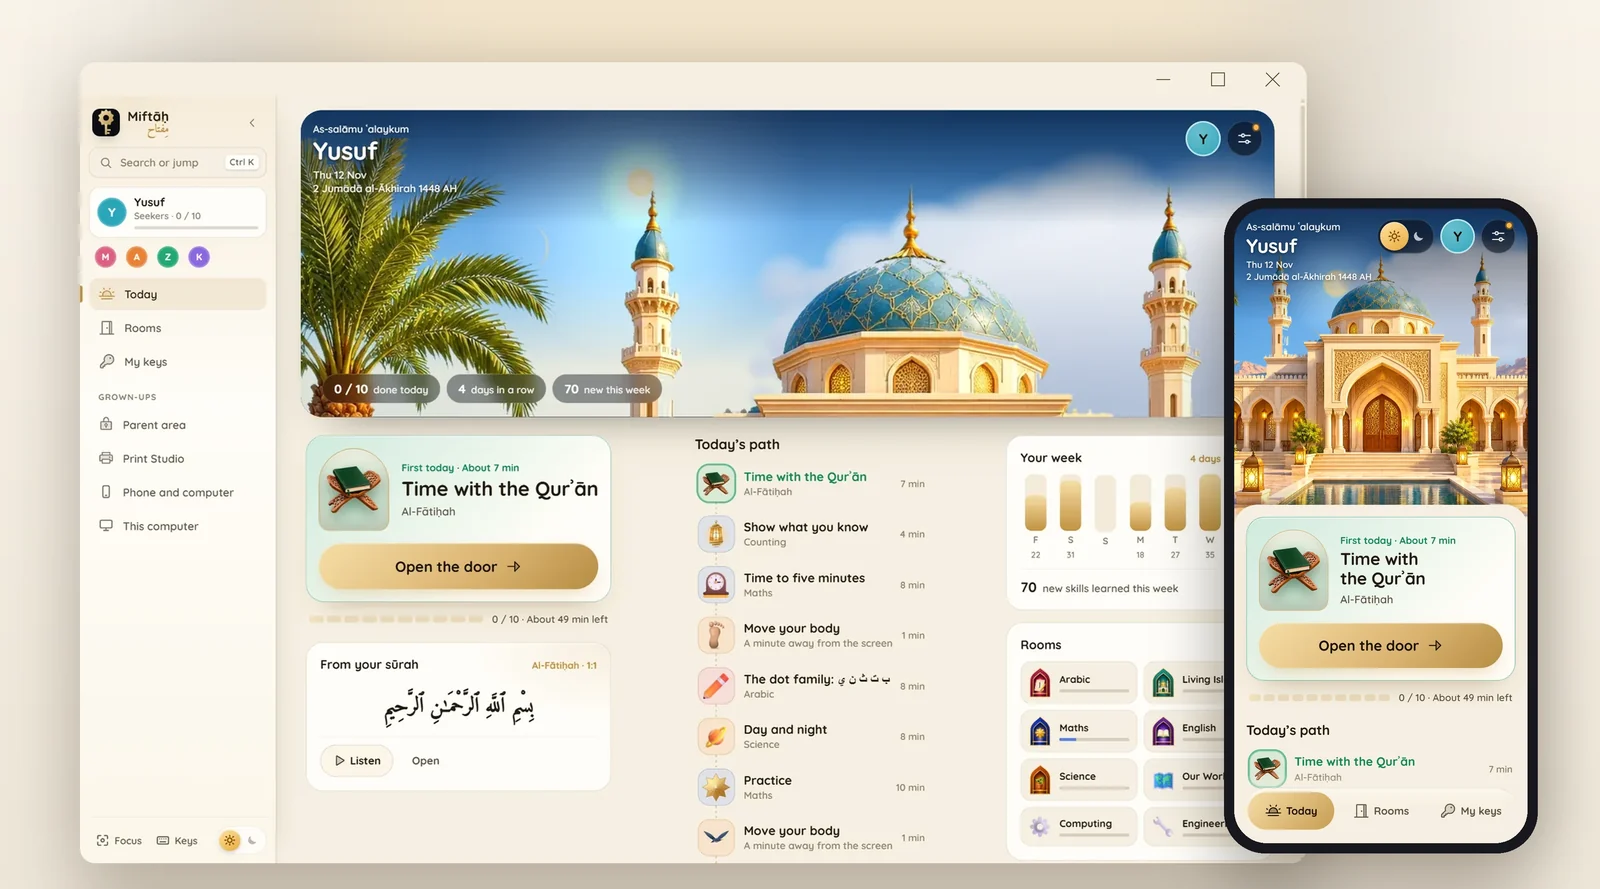 Miftāḥ
مِفتاح
Search or jump
Ctrl K
Y
Yusuf
Seekers · 0 / 10
M
A
Z
K
Today
Rooms
My keys
GROWN-UPS
Parent area
Print Studio
Phone and computer
This computer
Focus
Keys
As-salāmu ʿalaykum
Yusuf
Thu 12 Nov
2 Jumādā al-Ākhirah 1448 AH
Y
0 / 10 done today
4 days in a row
70 new this week
First today · About 7 min
Time with the Qurʾān
Al-Fātiḥah
Open the door
0 / 10 · About 49 min left
From your sūrah
Al-Fātiḥah · 1:1
بِسْمِ ٱللَّهِ ٱلرَّحْمَـٰنِ ٱلرَّحِيمِ
Listen
Open
Today’s path
Time with the Qurʾān
7 min
Al-Fātiḥah
Show what you know
4 min
Counting
Time to five minutes
8 min
Maths
Move your body
1 min
A minute away from the screen
The dot family: ب ت ث ن ي
8 min
Arabic
Day and night
8 min
Science
Practice
10 min
Maths
Move your body
1 min
A minute away from the screen
Your week
4 days
F S S M T W
22 31 18 27 35
70 new skills learned this week
Rooms
Arabic
Living Isl
Maths
English
Science
Our Worl
Computing
Engineer
As-salāmu ʿalaykum
Yusuf
Thu 12 Nov
2 Jumādā al-Ākhirah 1448 AH
Y
First today · About 7 min
Time with
the Qurʾān
Al-Fātiḥah
Open the door
0 / 10 · About 49 min left
Today’s path
Time with the Qurʾān
7 min
Al-Fātiḥah
Today
Rooms
My keys